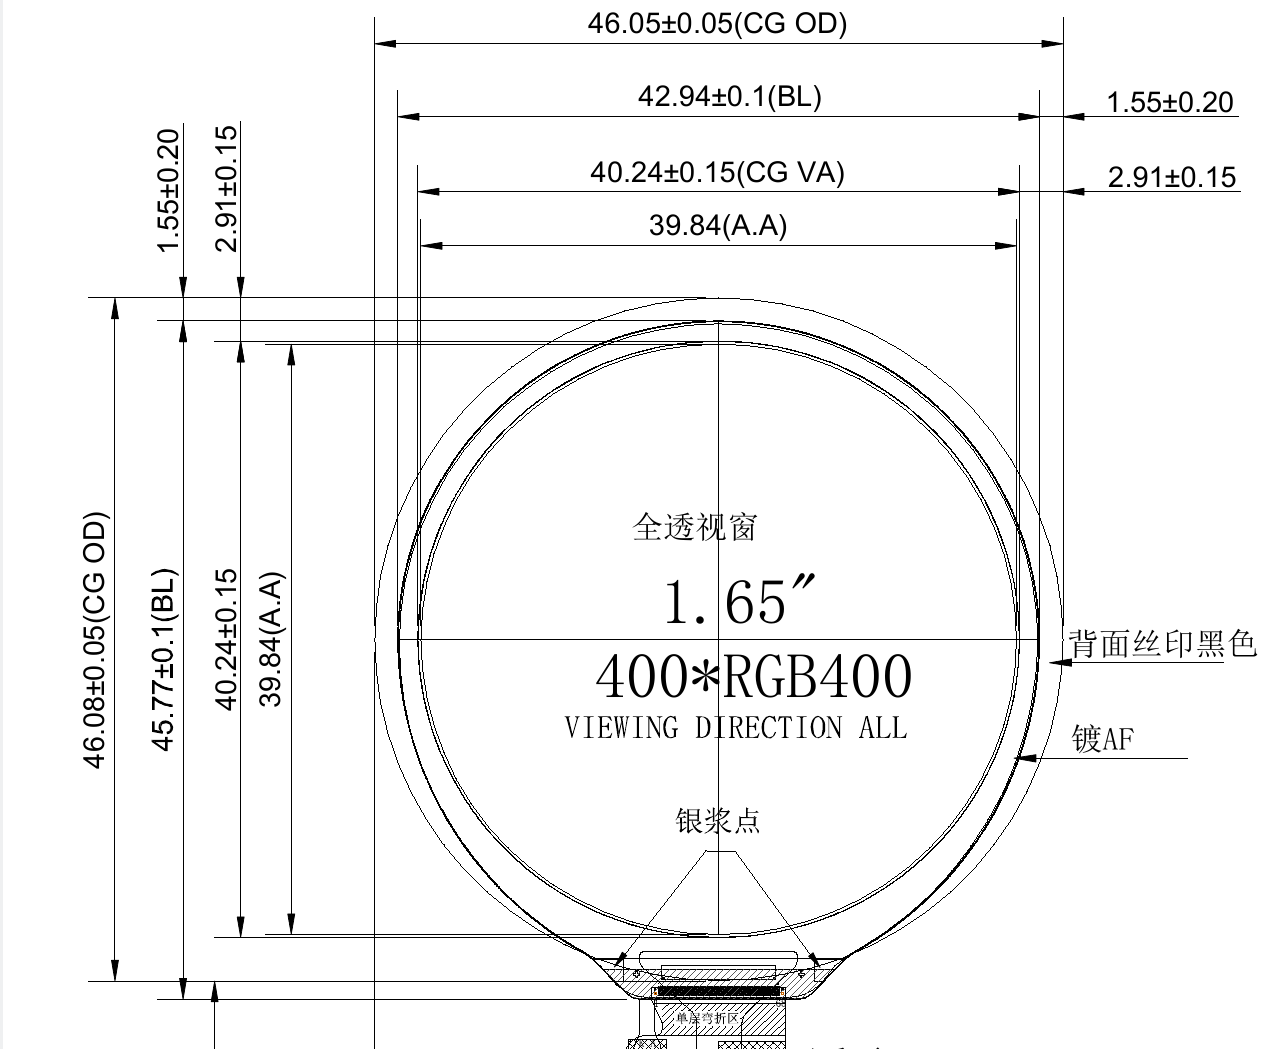 46.05±0.05(CG OD)
42.94±0.1(BL)
1.55±0.20
40.24±0.15(CG VA)
2.91±0.15
39.84(A.A)
1.55±0.20
2.91±0.15
46.08±0.05(CG OD)
45.77±0.1(BL)
40.24±0.15
39.84(A.A)
全透视窗
1.65″
400*RGB400
VIEWING DIRECTION ALL
背面丝印黑色
镀AF
银浆点
单层弯折区